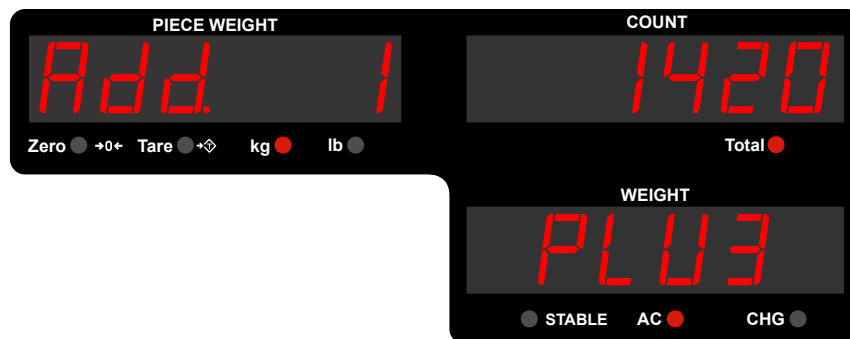 PIECE WEIGHT
COUNT
Add. 1
1420
Zero →0← Tare →T← kg lb
Total
WEIGHT
PLU3
STABLE AC CHG